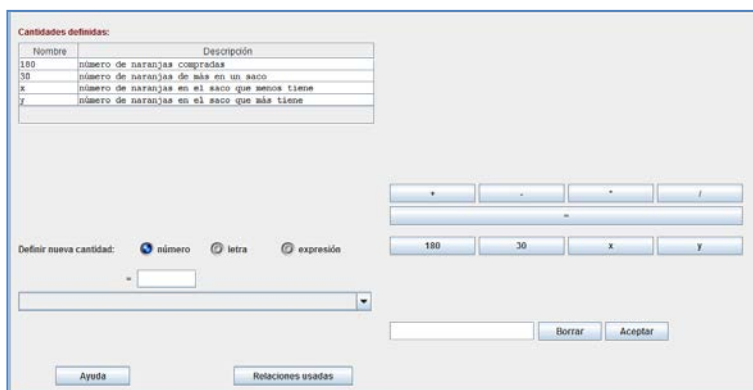 Cantidades definidas:
Nombre Descripción
180 número de naranjas compradas
30 número de naranjas de más en un saco
x número de naranjas en el saco que menos tiene
y número de naranjas en el saco que más tiene
+ - * /
=
Definir nueva cantidad: número letra expresión
180 30 x y
=
Borrar Aceptar
Ayuda Relaciones usadas